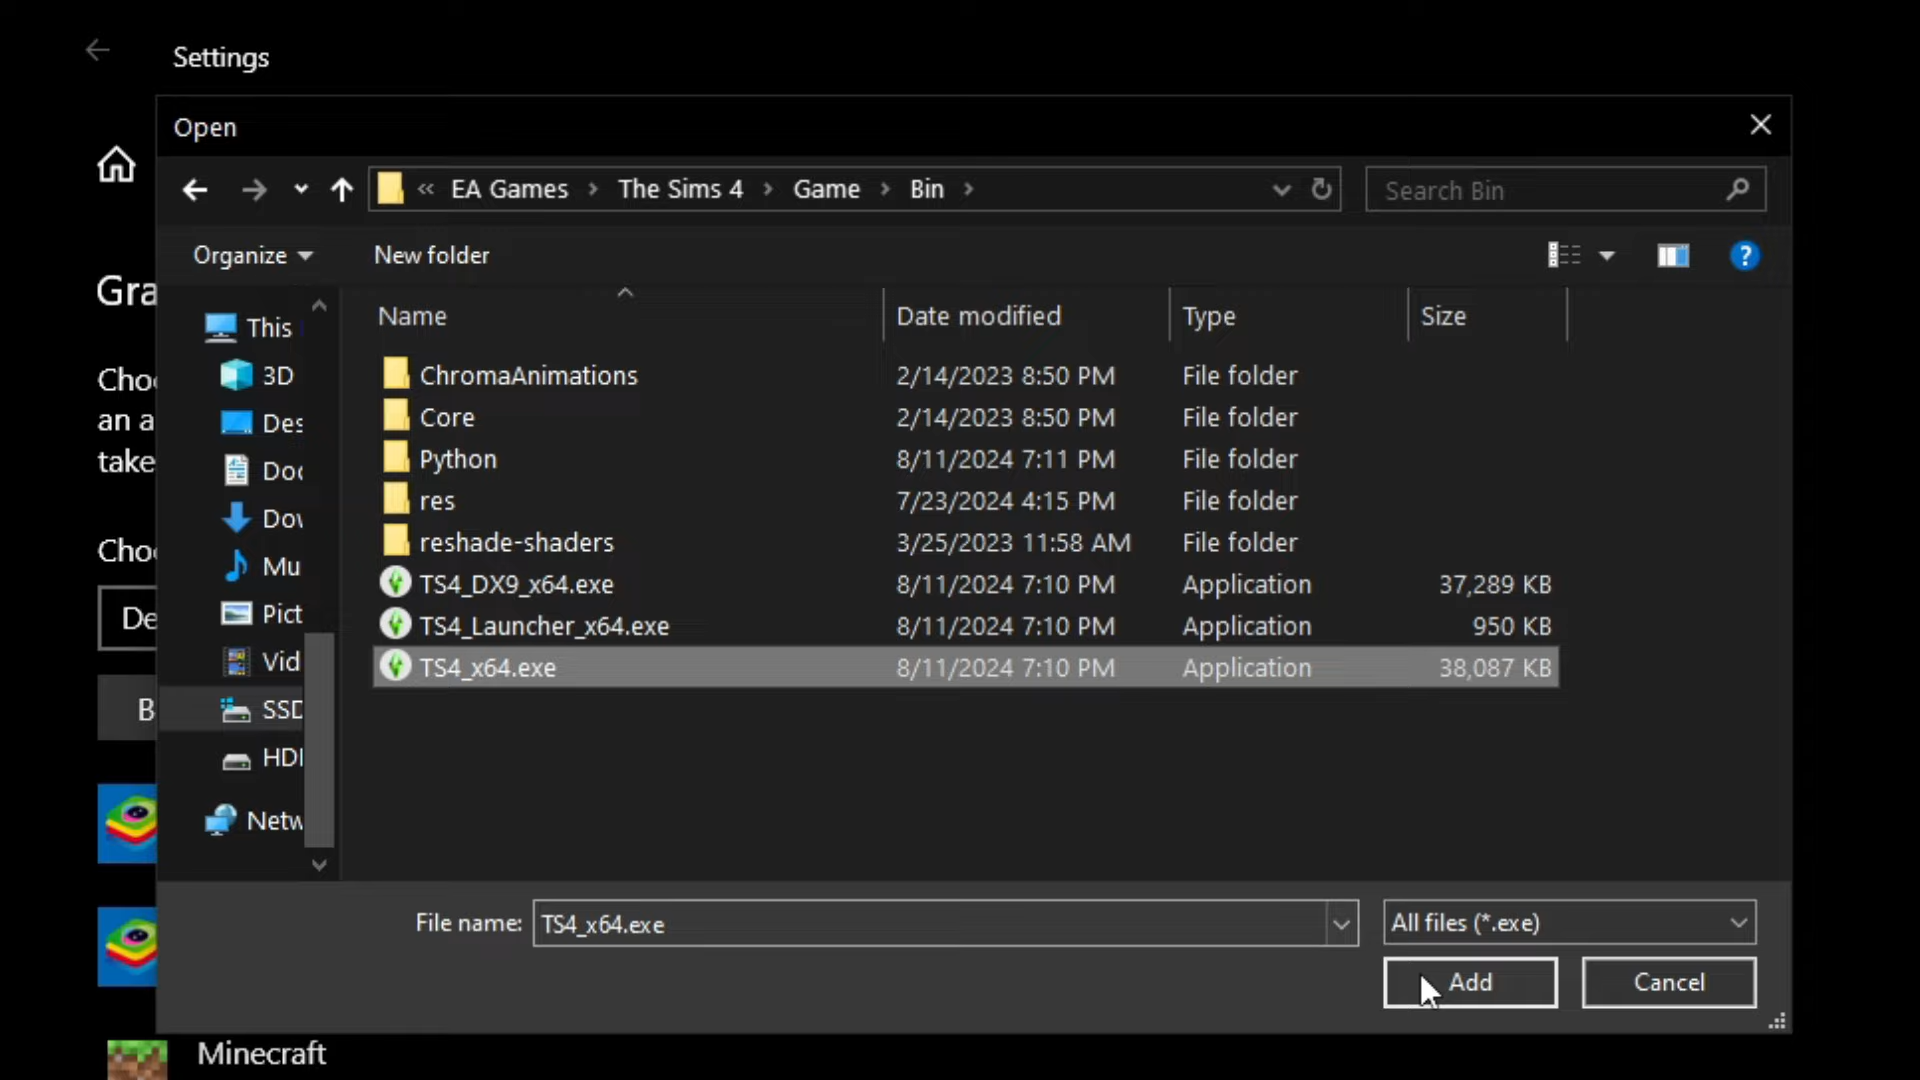 Settings
Open
« EA Games > The Sims 4 > Game > Bin >
Search Bin
Organize
New folder
Gra
Choo
an a
take
Choo
De
B
This
3D
Des
Doc
Dov
Mu
Pict
Vid
SSD
HDI
Netw
Name Date modified Type Size
ChromaAnimations 2/14/2023 8:50 PM File folder
Core 2/14/2023 8:50 PM File folder
Python 8/11/2024 7:11 PM File folder
res 7/23/2024 4:15 PM File folder
reshade-shaders 3/25/2023 11:58 AM File folder
TS4_DX9_x64.exe 8/11/2024 7:10 PM Application 37,289 KB
TS4_Launcher_x64.exe 8/11/2024 7:10 PM Application 950 KB
TS4_x64.exe 8/11/2024 7:10 PM Application 38,087 KB
File name: TS4_x64.exe
All files (*.exe)
Add
Cancel
Minecraft